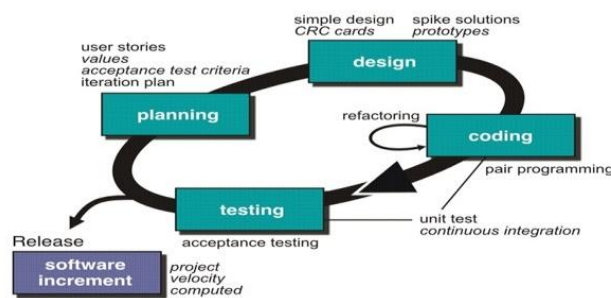 simple design
CRC cards
spike solutions
prototypes
user stories
values
acceptance test criteria
iteration plan
design
planning
refactoring
coding
pair programming
testing
unit test
continuous integration
acceptance testing
Release
software
increment
project
velocity
computed